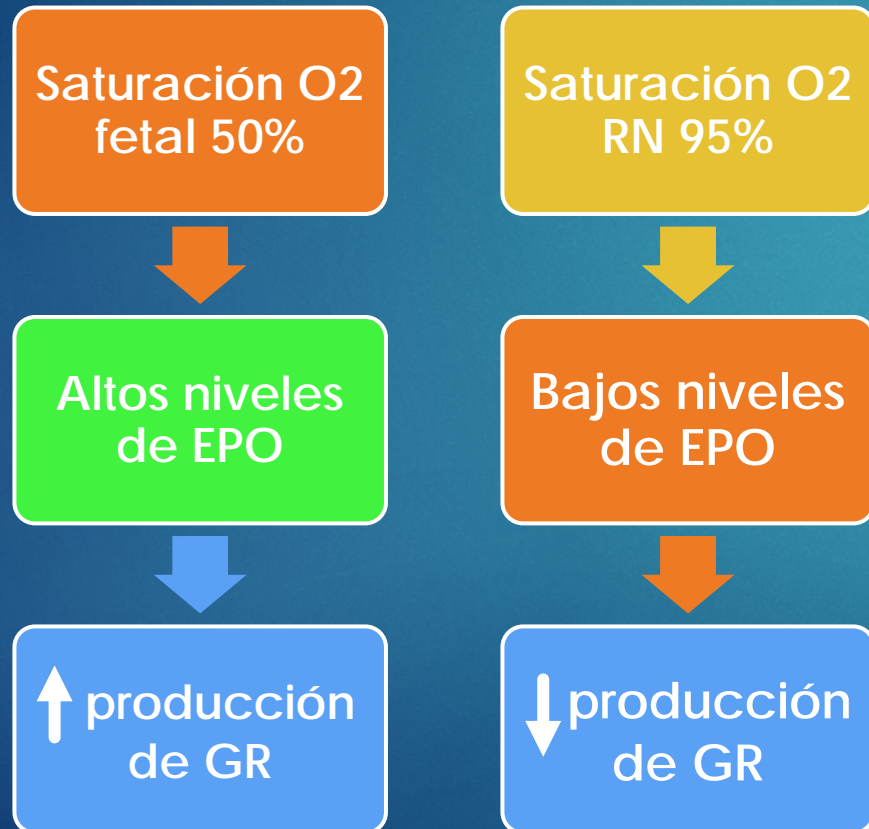 Saturación O2
fetal 50%
Altos niveles
de EPO
producción
de GR
Saturación O2
RN 95%
Bajos niveles
de EPO
producción
de GR